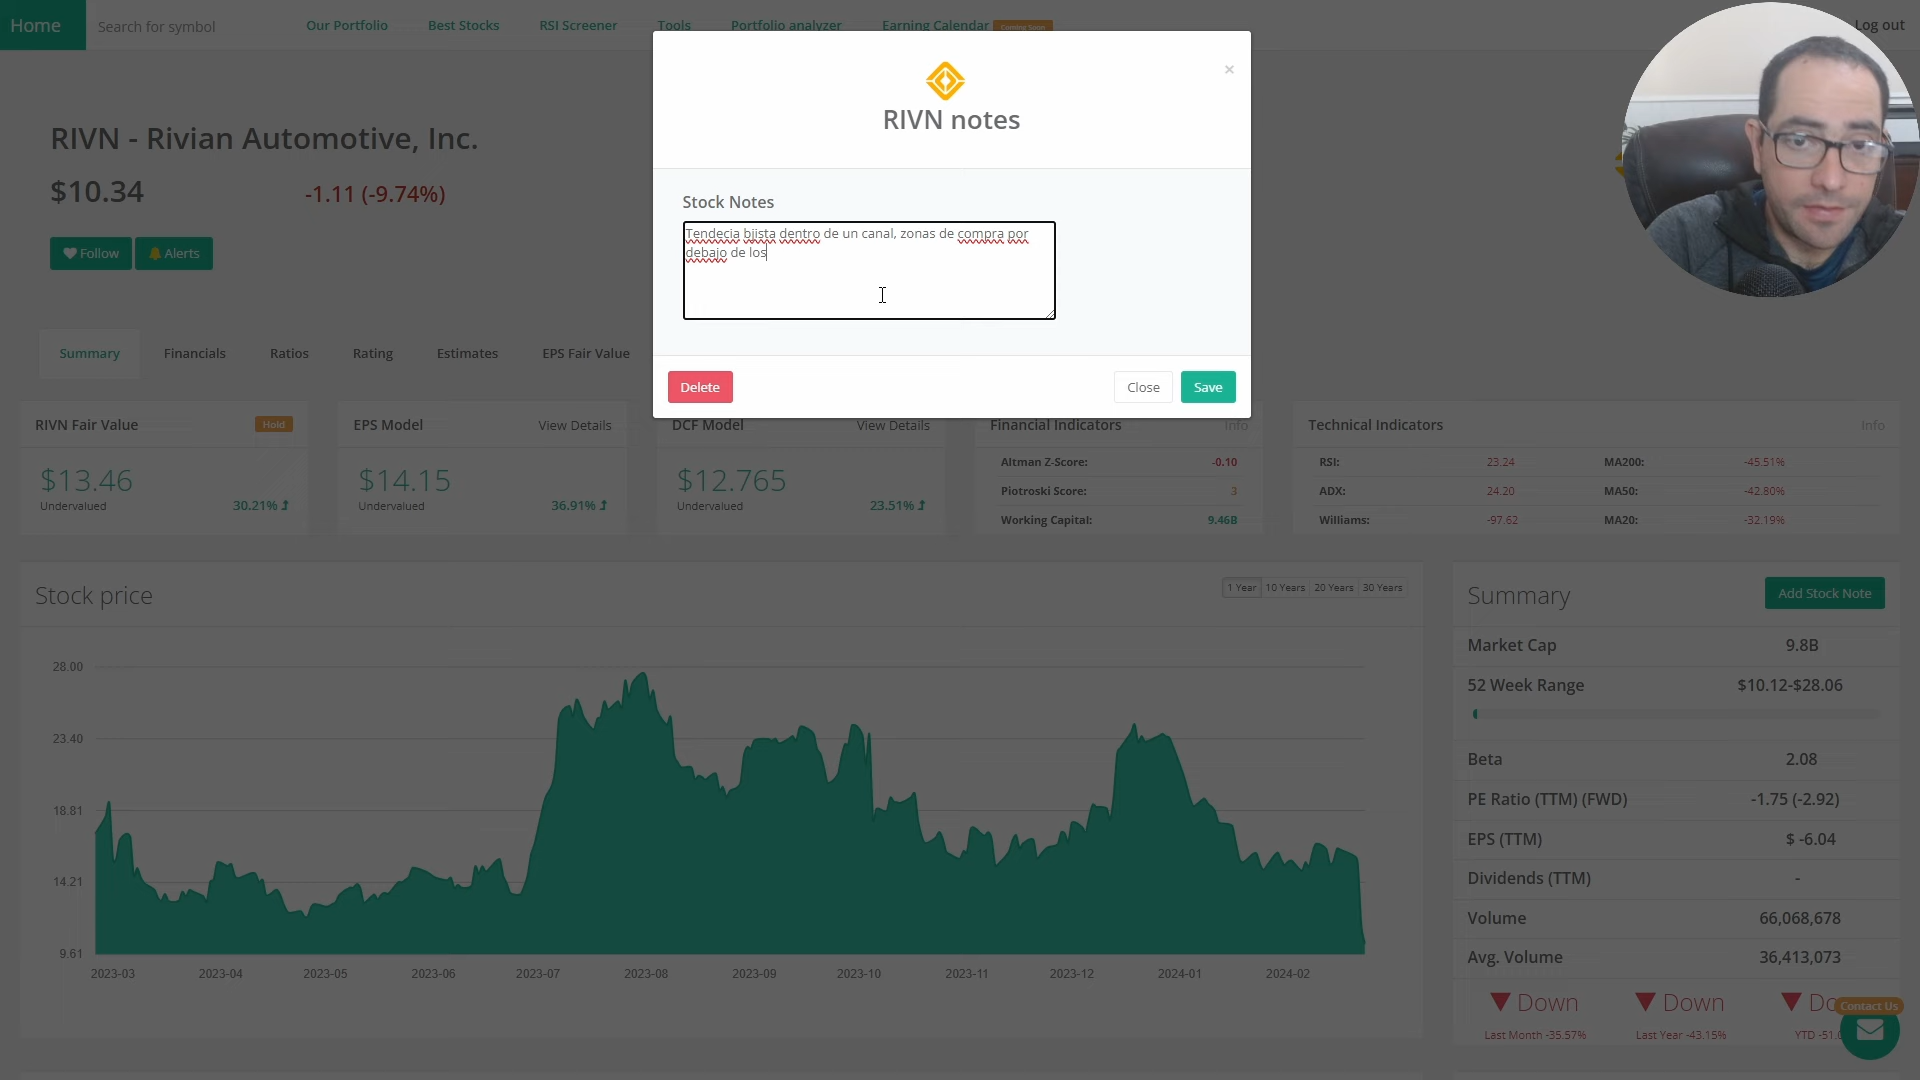 Home
Search for symbol
Our Portfolio
Best Stocks
RSI Screener
Tools
Portfolio analyzer
Earning Calendar
Coming Soon
Log out
RIVN - Rivian Automotive, Inc.
$10.34
-1.11 (-9.74%)
Follow
Alerts
×
RIVN notes
Stock Notes
Tendecia bjista dentro de un canal, zonas de compra por
debajo de los
Delete
Close
Save
Summary
Financials
Ratios
Rating
Estimates
EPS Fair Value
RIVN Fair Value
Hold
$13.46
Undervalued
30.21%
EPS Model
View Details
$14.15
Undervalued
36.91%
DCF Model
View Details
$12.765
Undervalued
23.51%
Financial Indicators
Info
Altman Z-Score: -0.10
Piotroski Score: 3
Working Capital: 9.46B
Technical Indicators
Info
RSI: 23.24 MA200: -45.51%
ADX: 24.20 MA50: -42.80%
Williams: -97.62 MA20: -32.19%
Stock price
1 Year 10 Years 20 Years 30 Years
28.00
23.40
18.81
14.21
9.61
2023-03 2023-04 2023-05 2023-06 2023-07 2023-08 2023-09 2023-10 2023-11 2023-12 2024-01 2024-02
Summary
Add Stock Note
Market Cap 9.8B
52 Week Range $10.12-$28.06
Beta 2.08
PE Ratio (TTM) (FWD) -1.75 (-2.92)
EPS (TTM) $ -6.04
Dividends (TTM) -
Volume 66,068,678
Avg. Volume 36,413,073
Down
Last Month -35.57%
Down
Last Year -43.15%
YTD
Contact Us